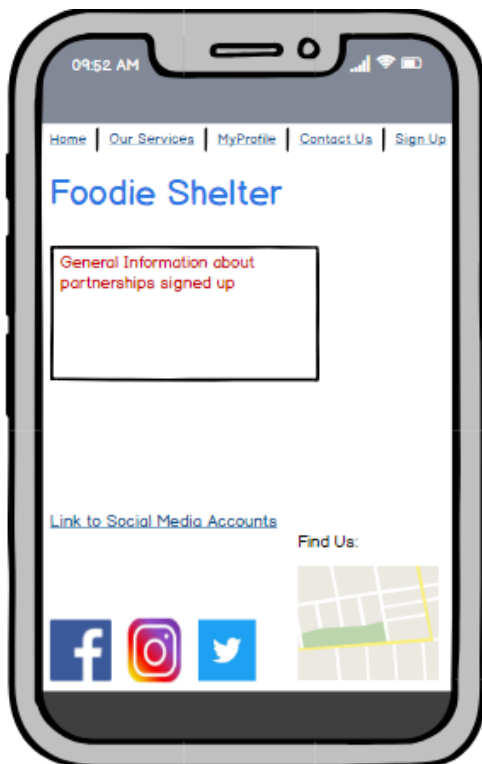 09:52 AM
Home Our Services MyProfile Contact Us Sign Up
Foodie Shelter
General Information about
partnerships signed up
Link to Social Media Accounts
Find Us: